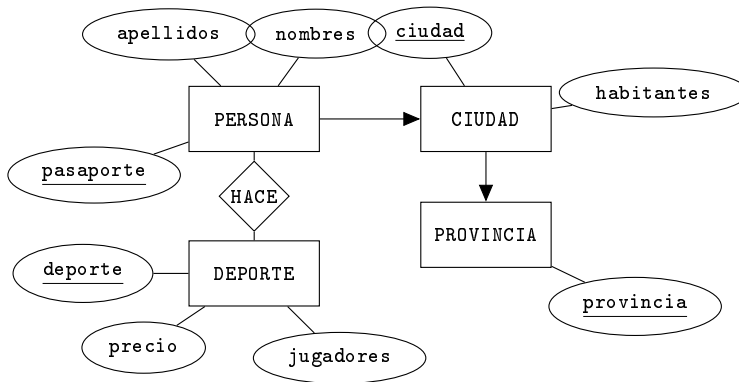 apellidos
nombres
ciudad
PERSONA
CIUDAD
habitantes
pasaporte
HACE
PROVINCIA
deporte
DEPORTE
provincia
precio
jugadores